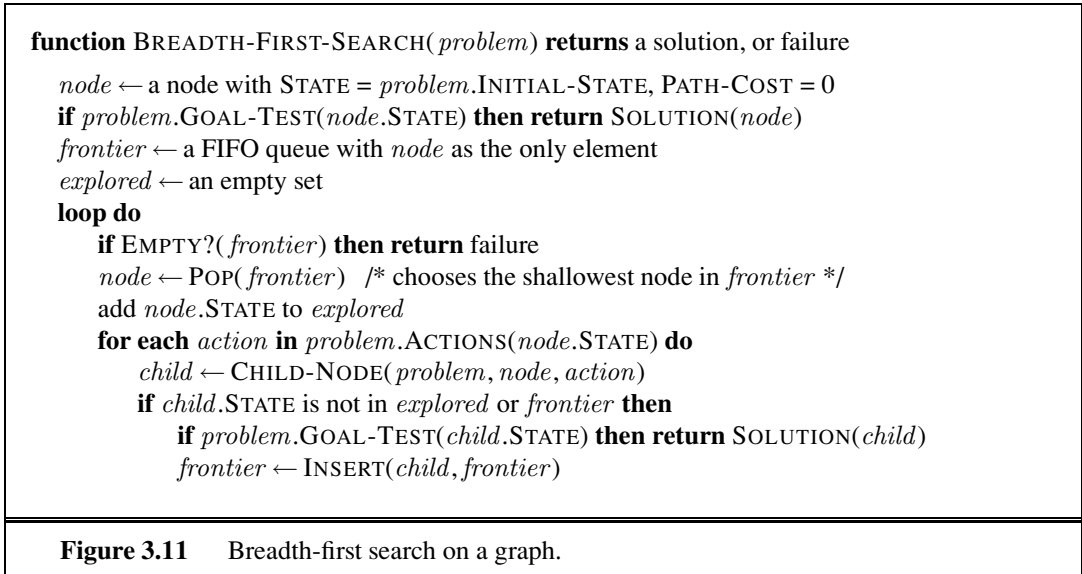 function BREADTH-FIRST-SEARCH(problem) returns a solution, or failure
node ← a node with STATE = problem.INITIAL-STATE, PATH-COST = 0
if problem.GOAL-TEST(node.STATE) then return SOLUTION(node)
frontier ← a FIFO queue with node as the only element
explored ← an empty set
loop do
if EMPTY?(frontier) then return failure
node ← POP(frontier) /* chooses the shallowest node in frontier */
add node.STATE to explored
for each action in problem.ACTIONS(node.STATE) do
child ← CHILD-NODE(problem, node, action)
if child.STATE is not in explored or frontier then
if problem.GOAL-TEST(child.STATE) then return SOLUTION(child)
frontier ← INSERT(child, frontier)
Figure 3.11 Breadth-first search on a graph.